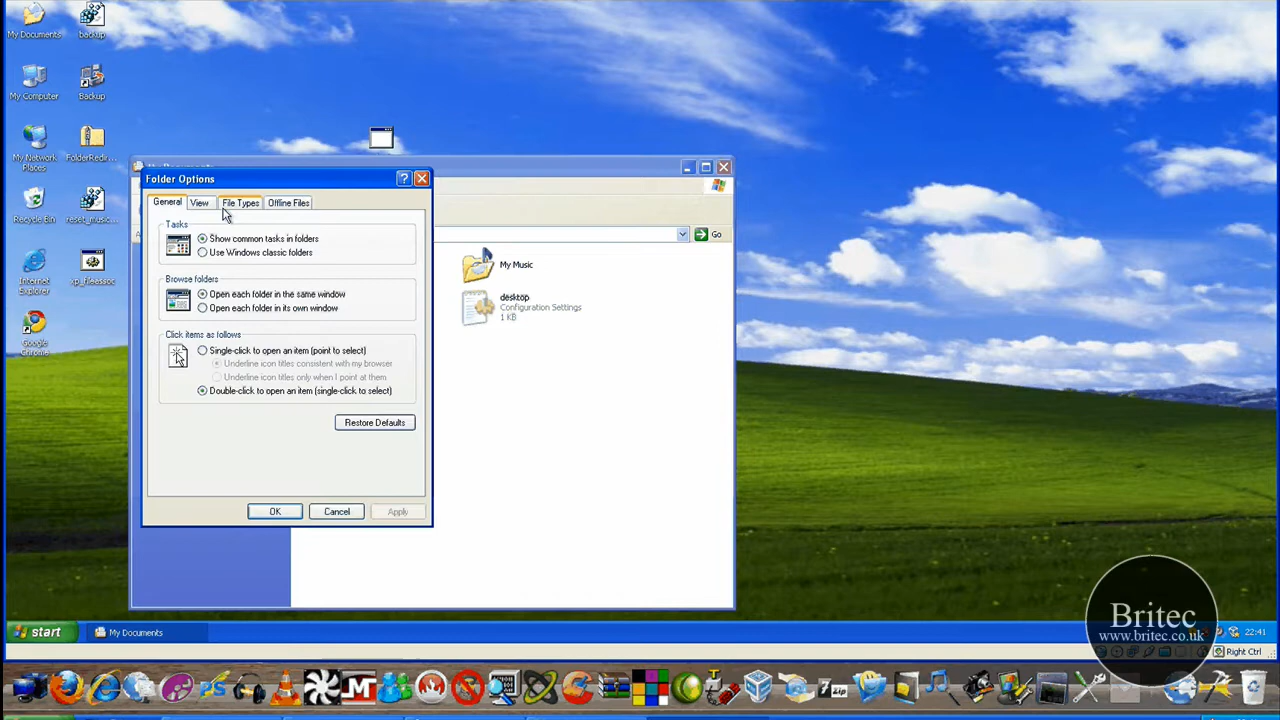 My Documents
backup
My Computer
Backup
My Network
Places
FolderRedir...
Recycle Bin
reset_music...
Internet
Explorer
xp_fileassoc
Google
Chrome
Folder Options
General
View
File Types
Offline Files
Tasks
Show common tasks in folders
Use Windows classic folders
Browse folders
Open each folder in the same window
Open each folder in its own window
Click items as follows
Single-click to open an item (point to select)
Underline icon titles consistent with my browser
Underline icon titles only when I point at them
Double-click to open an item (single-click to select)
Restore Defaults
OK
Cancel
Apply
Go
My Music
desktop
Configuration Settings
1 KB
start
My Documents
22:41
Right Ctrl
Britec
www.britec.co.uk
7zip